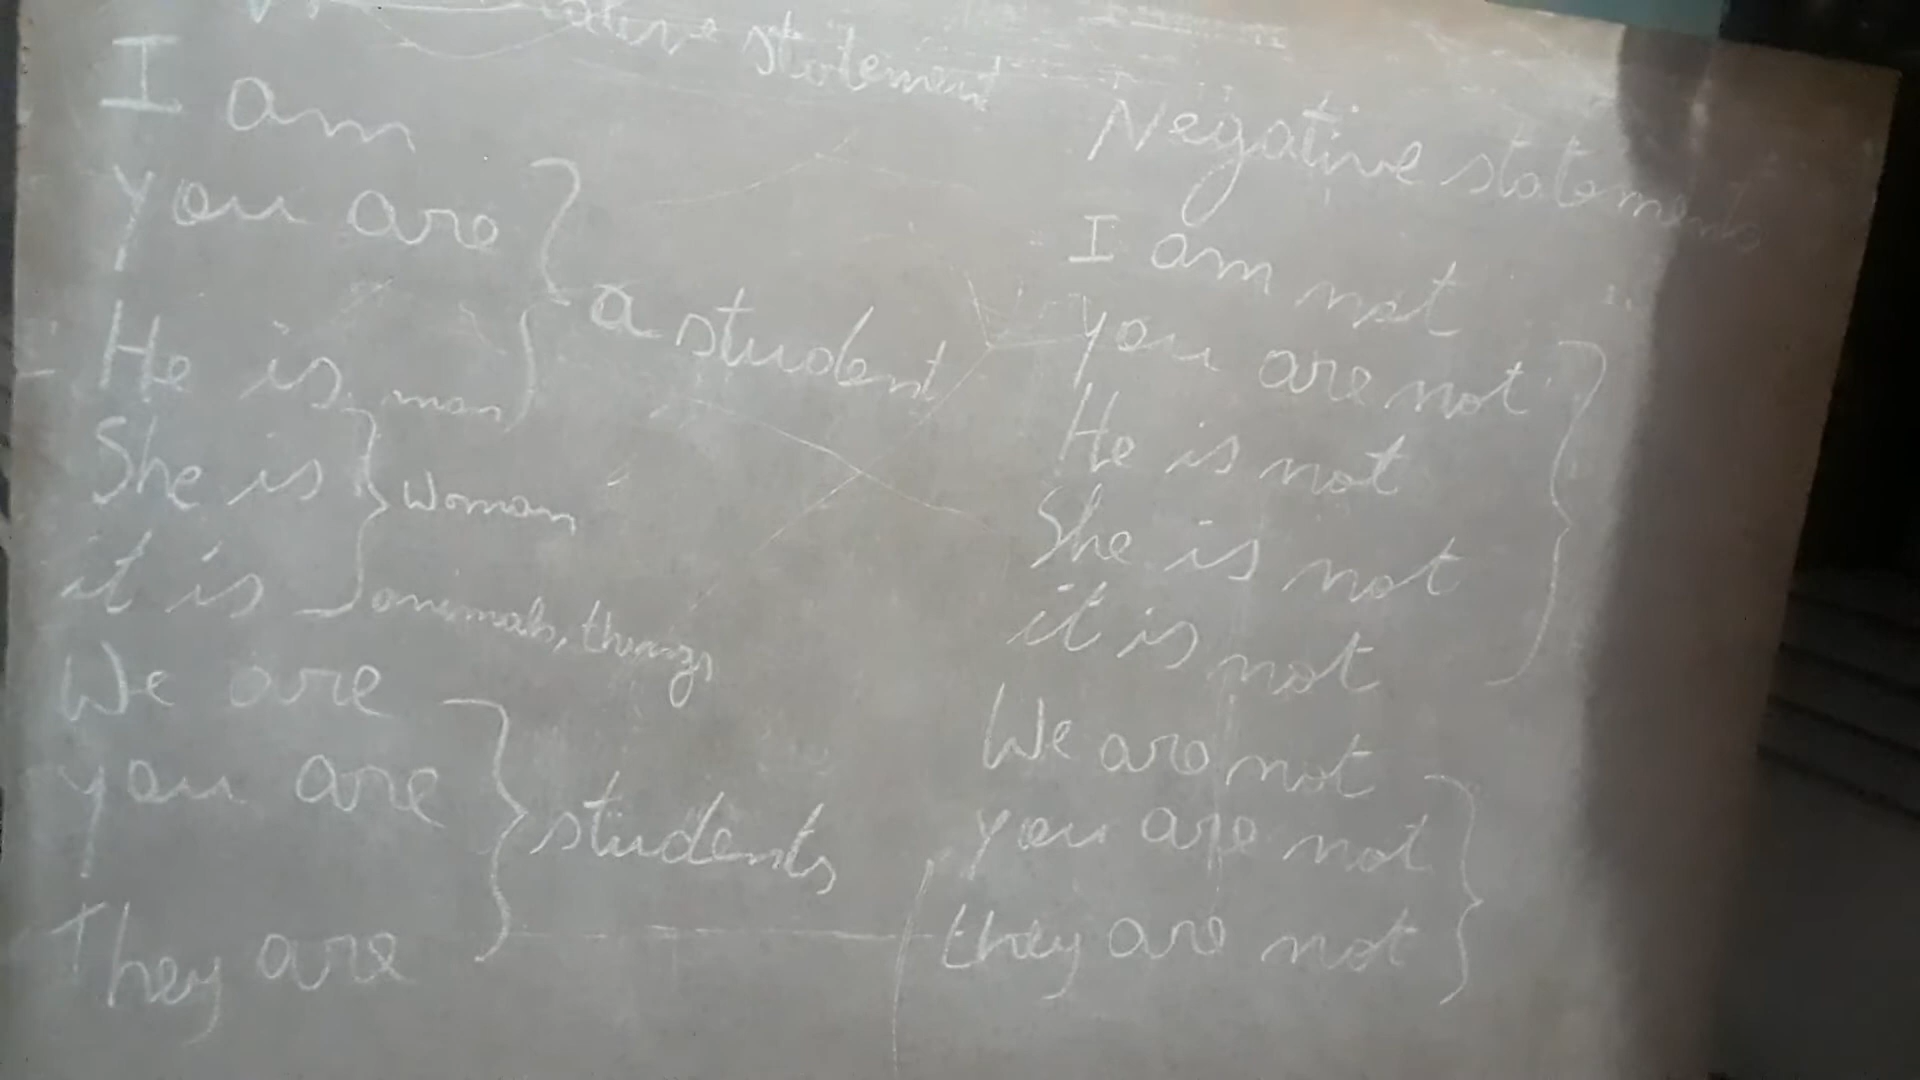 statement
I am
you are
a student
He is man
She is
Woman
it is
animals, things
We are
you are
students
They are
Negative statements
I am not
you are not
He is not
She is not
it is not
We are not
you are not
they are not